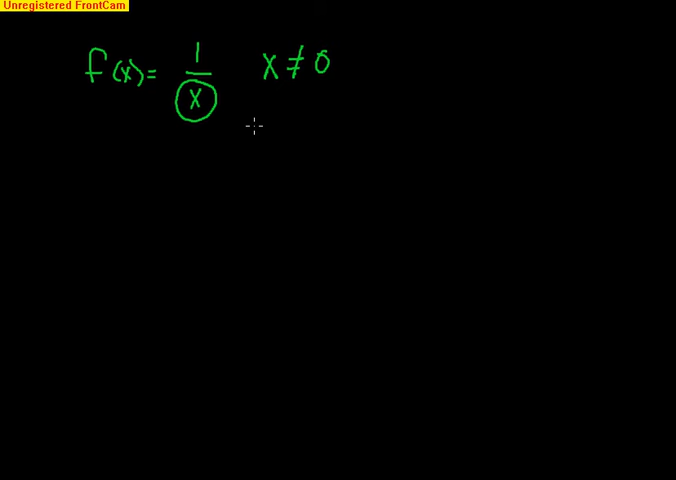 Unregistered FrontCam
f(x) = 1/x x ≠ 0